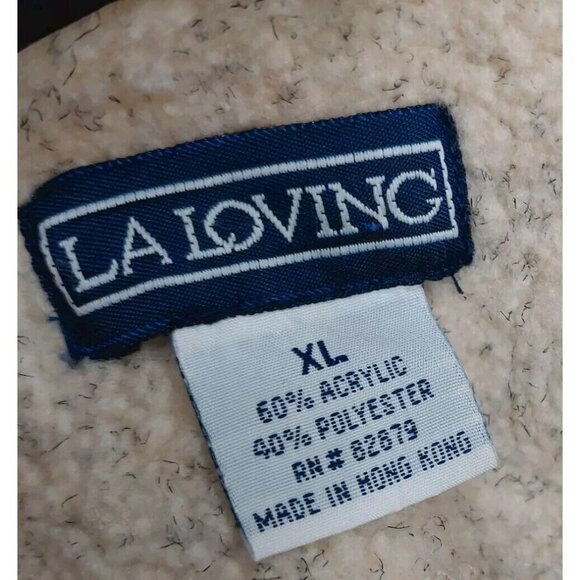 LA LOVING
XL
60% ACRYLIC
40% POLYESTER
RN# 82879
MADE IN HONG KONG